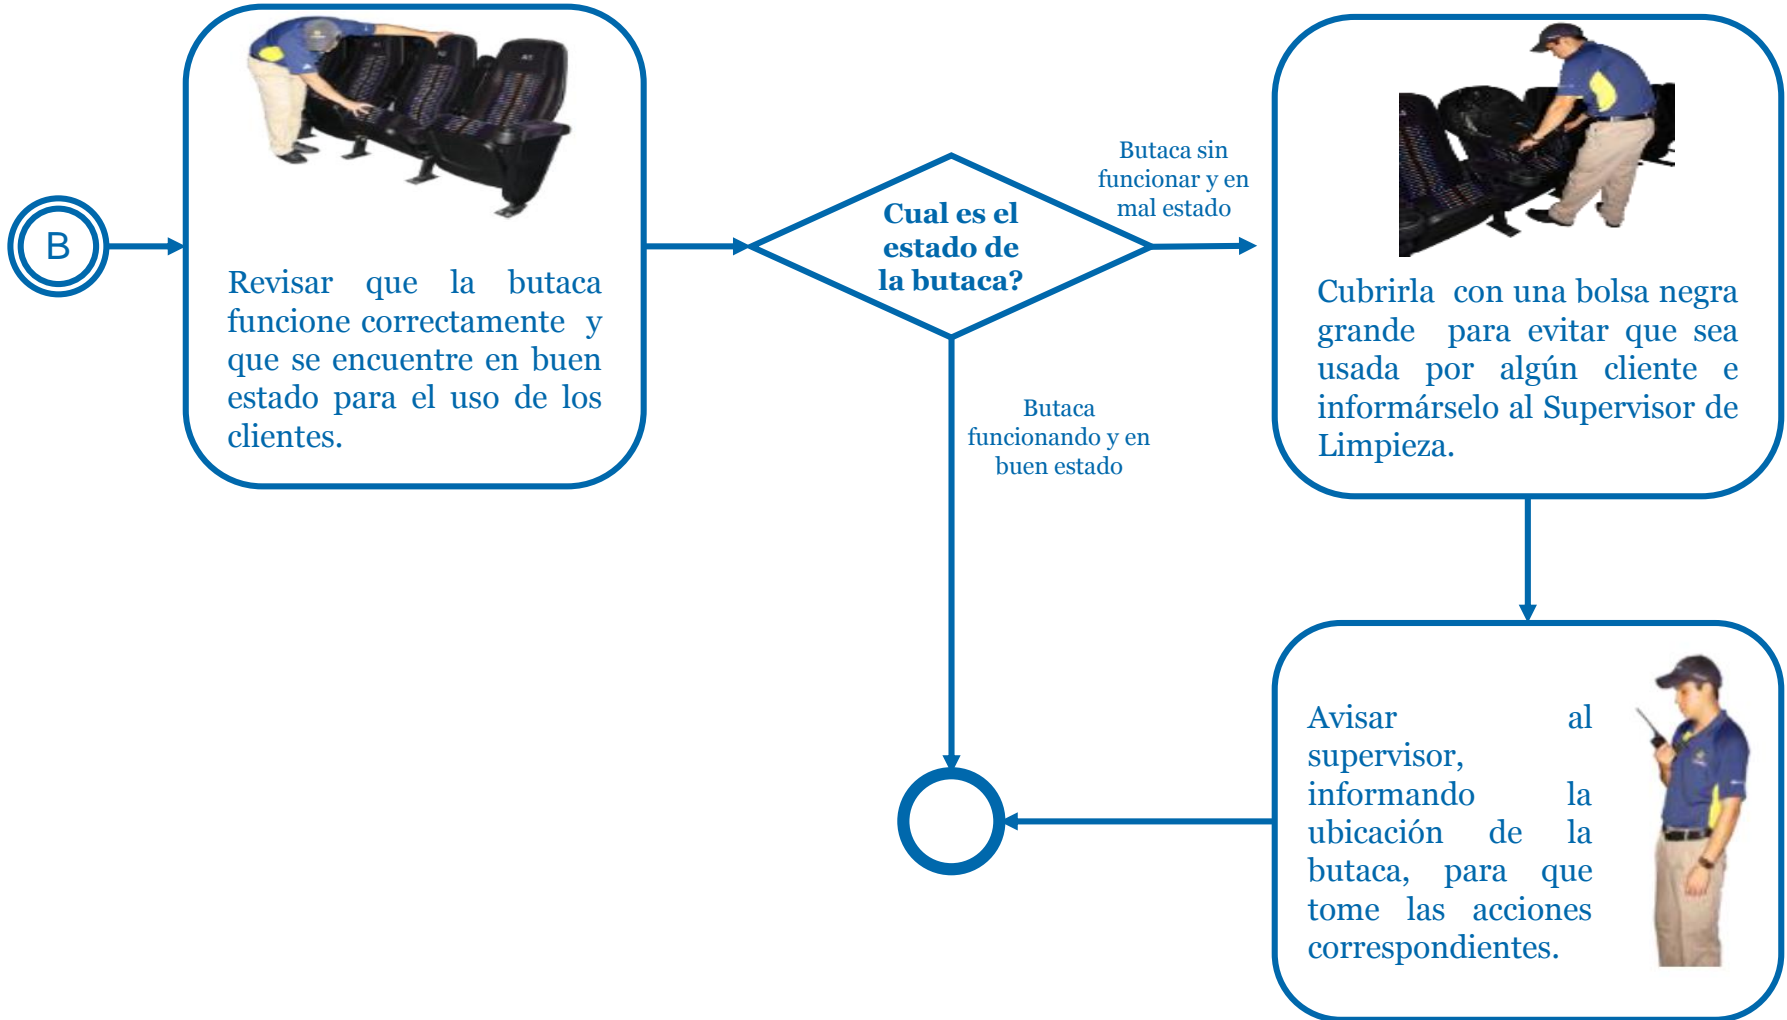 B
Revisar que la butaca
funcione correctamente y
que se encuentre en buen
estado para el uso de los
clientes.
Cual es el
estado de
la butaca?
Butaca sin
funcionar y en
mal estado
Cubrirla con una bolsa negra
grande para evitar que sea
usada por algún cliente e
informárselo al Supervisor de
Limpieza.
Butaca
funcionando y en
buen estado
Avisar al
supervisor,
informando la
ubicación de la
butaca, para que
tome las acciones
correspondientes.